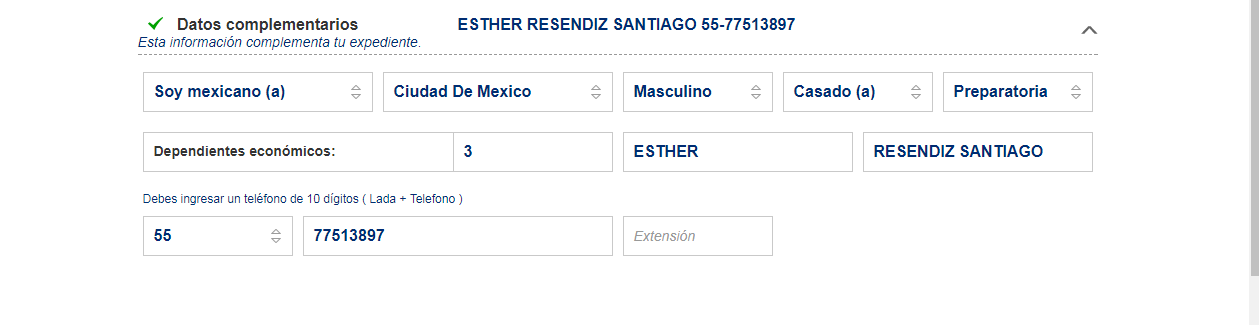 Datos complementarios ESTHER RESENDIZ SANTIAGO 55-77513897
Esta información complementa tu expediente.
Soy mexicano (a) Ciudad De Mexico Masculino Casado (a) Preparatoria
Dependientes económicos: 3 ESTHER RESENDIZ SANTIAGO
Debes ingresar un teléfono de 10 dígitos ( Lada + Telefono )
55 77513897 Extensión